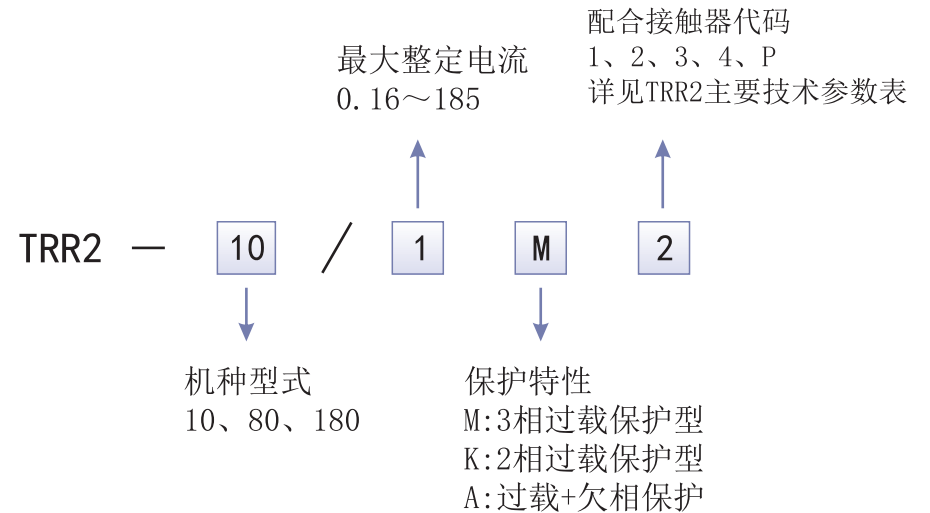 最大整定电流
0.16～185
配合接触器代码
1、2、3、4、P
详见TRR2主要技术参数表
TRR2 — 10 / 1 M 2
机种型式
10、80、180
保护特性
M:3相过载保护型
K:2相过载保护型
A:过载+欠相保护